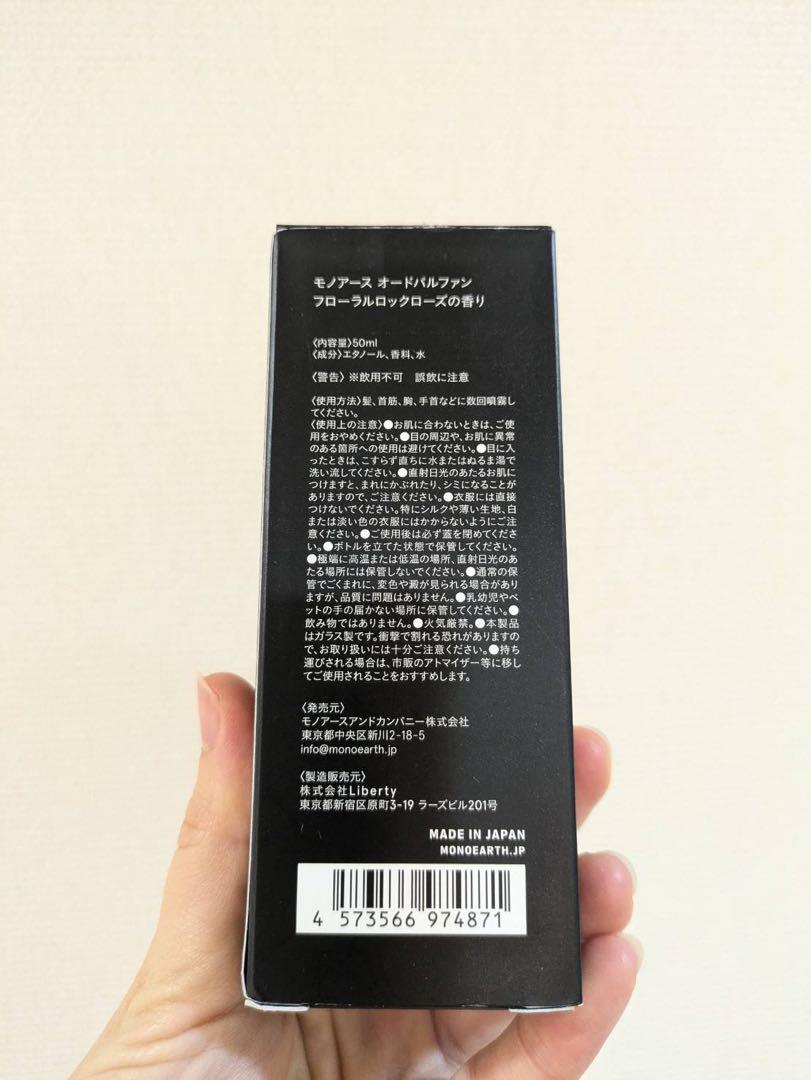 モノアース オードパルファン
フローラルロックローズの香り
〈内容量〉50ml
〈成分〉エタノール、香料、水
〈警告〉※飲用不可　誤飲に注意
〈使用方法〉髪、首筋、胸、手首などに数回噴霧し
てください。
〈使用上の注意〉●お肌に合わないときは、ご使
用をおやめください。●目の周辺や、お肌に異常
のある箇所への使用は避けてください。●目に入
ったときは、こすらず直ちに水またはぬるま湯で
洗い流してください。●直射日光のあたるお肌に
つけますと、まれにかぶれたり、シミになることが
ありますので、ご注意ください。●衣服には直接
つけないでください。特にシルクや薄い生地、白
または淡い色の衣服にはかからないようにご注
意ください。●ご使用後は必ず蓋を閉めてくださ
い。●ボトルを立てた状態で保管してください。
●極端に高温または低温の場所、直射日光のあ
たる場所には保管しないでください。●通常の保
管でごくまれに、変色や澱が見られる場合があり
ますが、品質に問題はありません。●乳幼児やペ
ットの手の届かない場所に保管してください。●
飲み物ではありません。●火気厳禁。●本製品
はガラス製です。衝撃で割れる恐れがありますの
で、お取り扱いには十分ご注意ください。●持ち
運びされる場合は、市販のアトマイザー等に移し
てご使用されることをおすすめします。
〈発売元〉
モノアースアンドカンパニー株式会社
東京都中央区新川2-18-5
info@monoearth.jp
〈製造販売元〉
株式会社Liberty
東京都新宿区原町3-19 ラーズビル201号
MADE IN JAPAN
MONOEARTH.JP
4 573566 974871